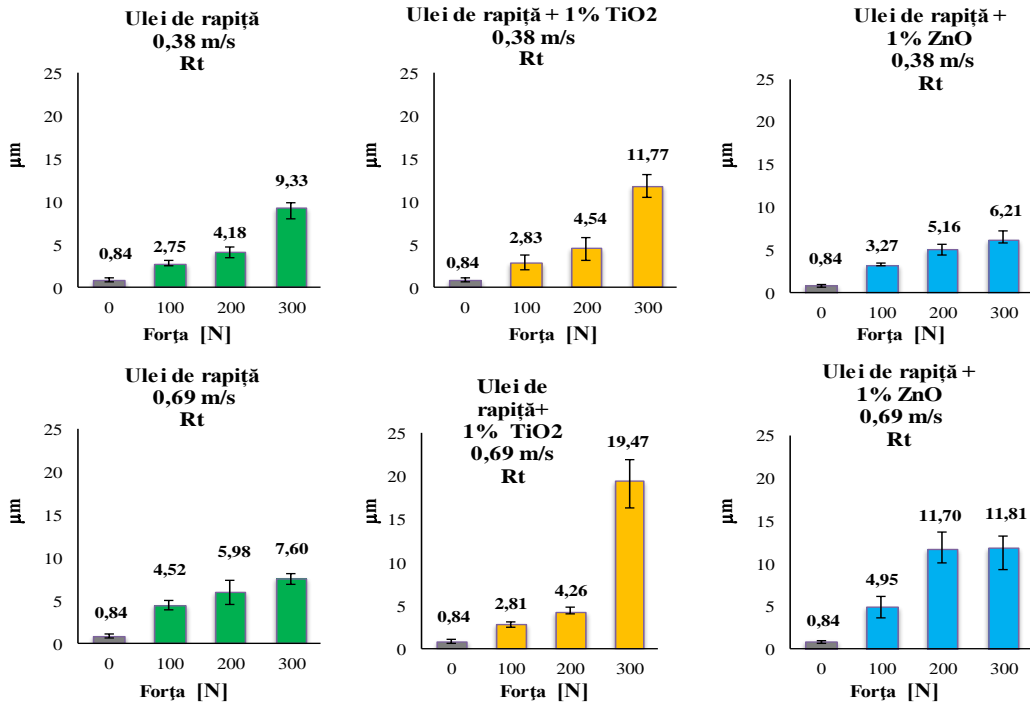 Ulei de rapiță
0,38 m/s
Rt
25
20
15
10
5
0
µm
0,84
2,75
4,18
9,33
0 100 200 300
Forţa [N]
Ulei de rapiță + 1% TiO2
0,38 m/s
Rt
25
20
15
10
5
0
µm
0,84
2,83
4,54
11,77
0 100 200 300
Forţa [N]
Ulei de rapiță +
1% ZnO
0,38 m/s
Rt
25
20
15
10
5
0
µm
0,84
3,27
5,16
6,21
0 100 200 300
Forţa [N]
Ulei de rapiță
0,69 m/s
Rt
25
20
15
10
5
0
µm
0,84
4,52
5,98
7,60
0 100 200 300
Forţa [N]
Ulei de
rapiță+
1% TiO2
0,69 m/s
Rt
25
20
15
10
5
0
µm
0,84
2,81
4,26
19,47
0 100 200 300
Forţa [N]
Ulei de rapiță +
1% ZnO
0,69 m/s
Rt
25
20
15
10
5
0
µm
0,84
4,95
11,70
11,81
0 100 200 300
Forţa [N]